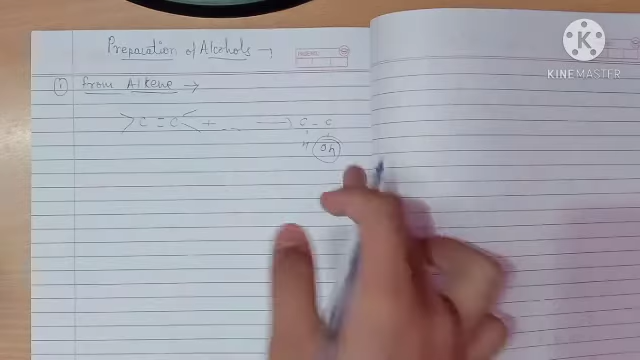 Preparation of Alcohols →
KINEMASTER
① from Alkene →
>C = C< + _ _ → C - C
H OH